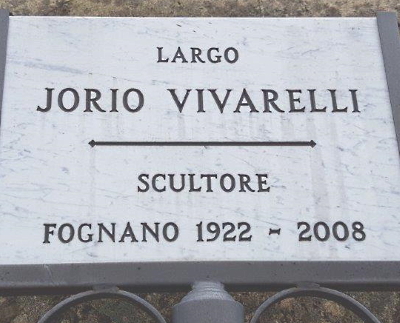 LARGO
JORIO VIVARELLI
SCULTORE
FOGNANO 1922 - 2008